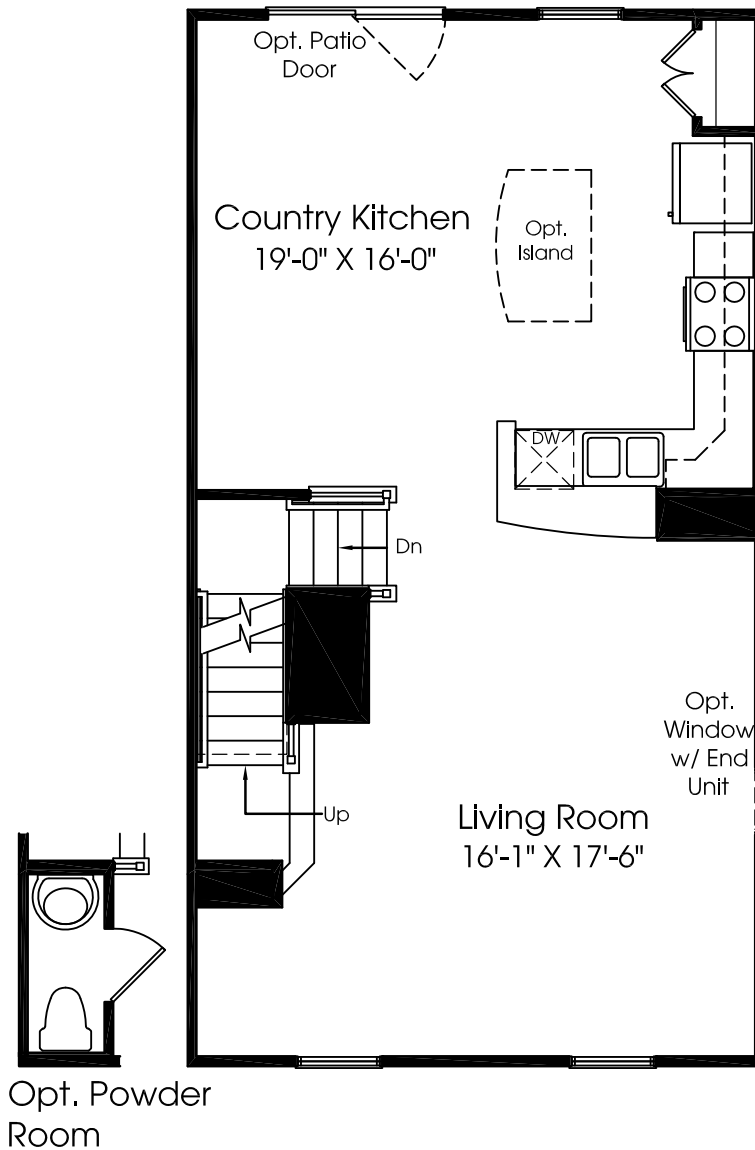 Opt. Patio
Door
Country Kitchen
19'-0" X 16'-0"
Opt.
Island
DW
Dn
Opt.
Window
w/ End
Unit
Up
Living Room
16'-1" X 17'-6"
Opt. Powder
Room